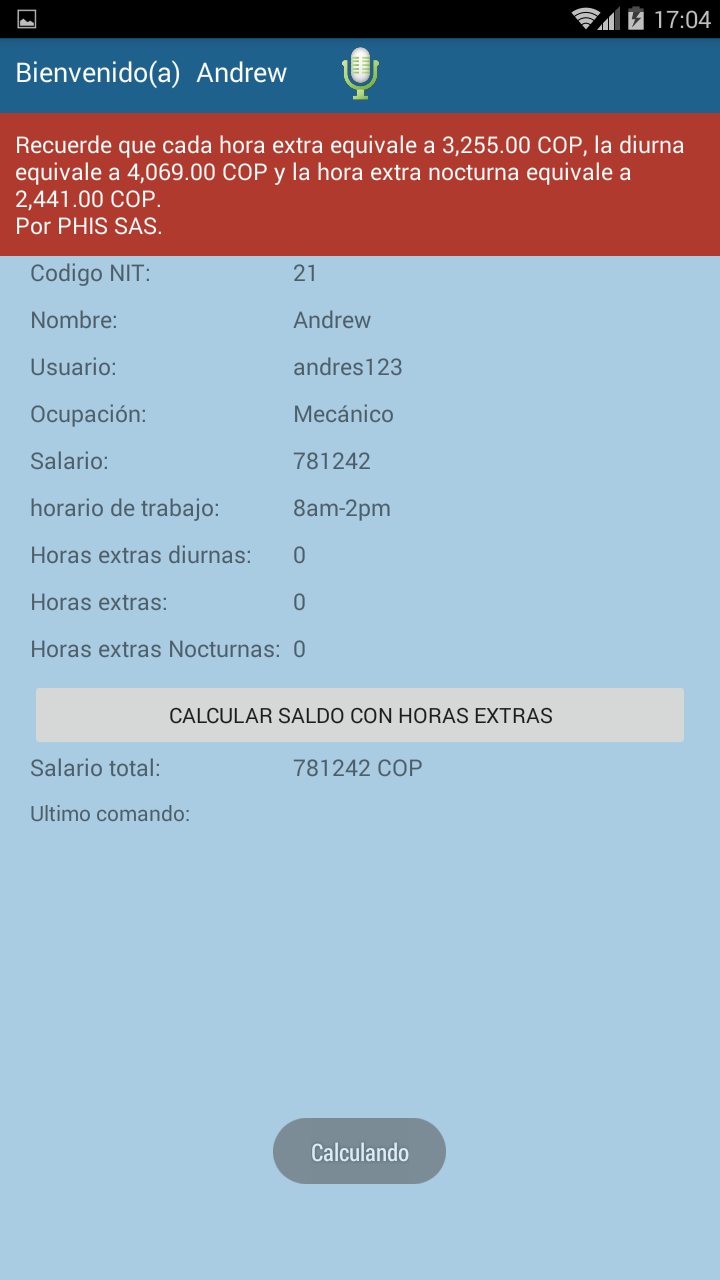 17:04
Bienvenido(a) Andrew
Recuerde que cada hora extra equivale a 3,255.00 COP, la diurna
equivale a 4,069.00 COP y la hora extra nocturna equivale a
2,441.00 COP.
Por PHIS SAS.
Codigo NIT: 21
Nombre: Andrew
Usuario: andres123
Ocupación: Mecánico
Salario: 781242
horario de trabajo: 8am-2pm
Horas extras diurnas: 0
Horas extras: 0
Horas extras Nocturnas: 0
CALCULAR SALDO CON HORAS EXTRAS
Salario total: 781242 COP
Ultimo comando:
Calculando